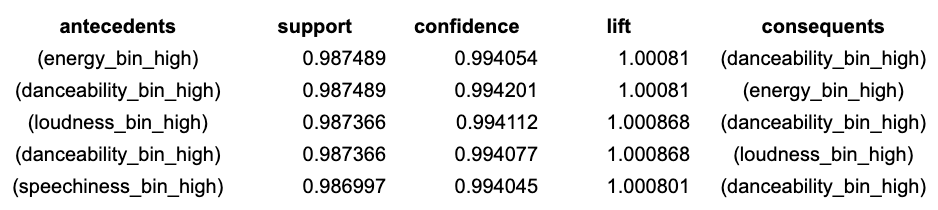 antecedents support confidence lift consequents
(energy_bin_high) 0.987489 0.994054 1.00081 (danceability_bin_high)
(danceability_bin_high) 0.987489 0.994201 1.00081 (energy_bin_high)
(loudness_bin_high) 0.987366 0.994112 1.000868 (danceability_bin_high)
(danceability_bin_high) 0.987366 0.994077 1.000868 (loudness_bin_high)
(speechiness_bin_high) 0.986997 0.994045 1.000801 (danceability_bin_high)